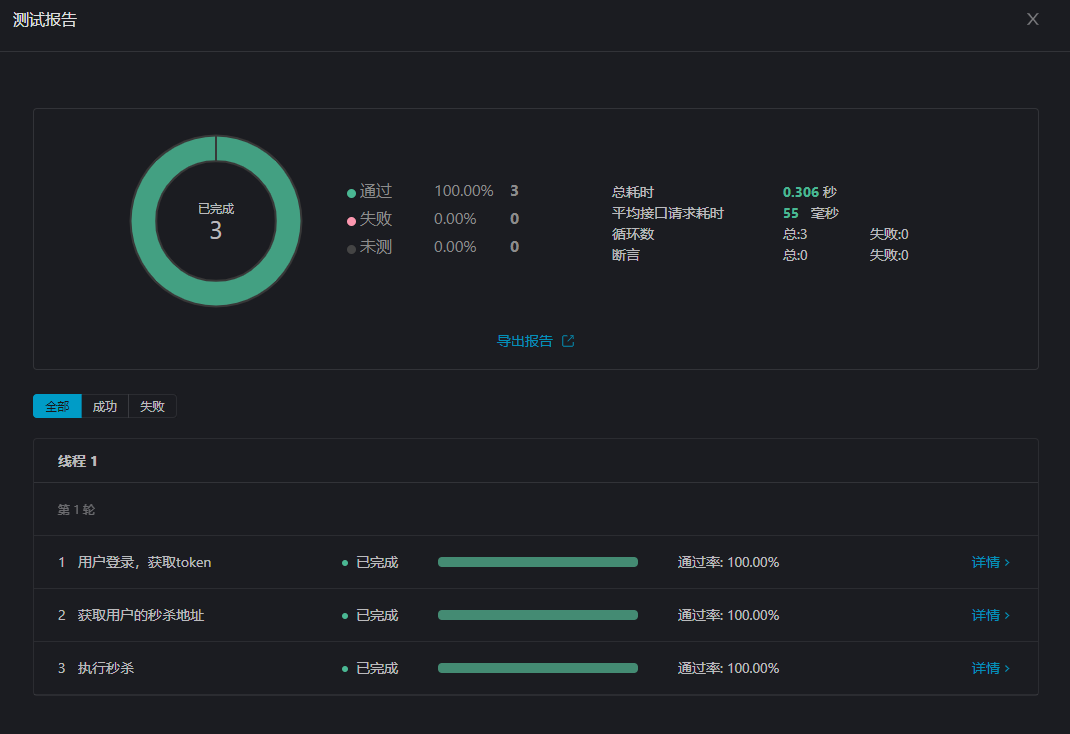 测试报告
已完成
3
通过 100.00% 3
失败 0.00% 0
未测 0.00% 0
总耗时 0.306 秒
平均接口请求耗时 55 毫秒
循环数 总:3 失败:0
断言 总:0 失败:0
导出报告
全部 成功 失败
线程 1
第 1 轮
1 用户登录，获取token 已完成 通过率: 100.00% 详情
2 获取用户的秒杀地址 已完成 通过率: 100.00% 详情
3 执行秒杀 已完成 通过率: 100.00% 详情